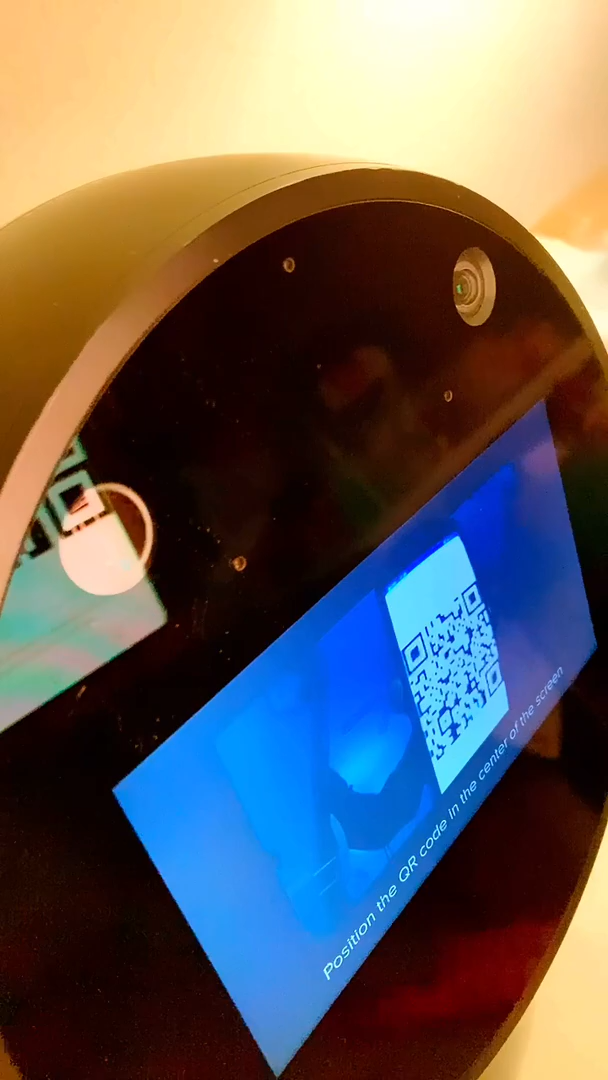 Position the QR code in the center of the screen